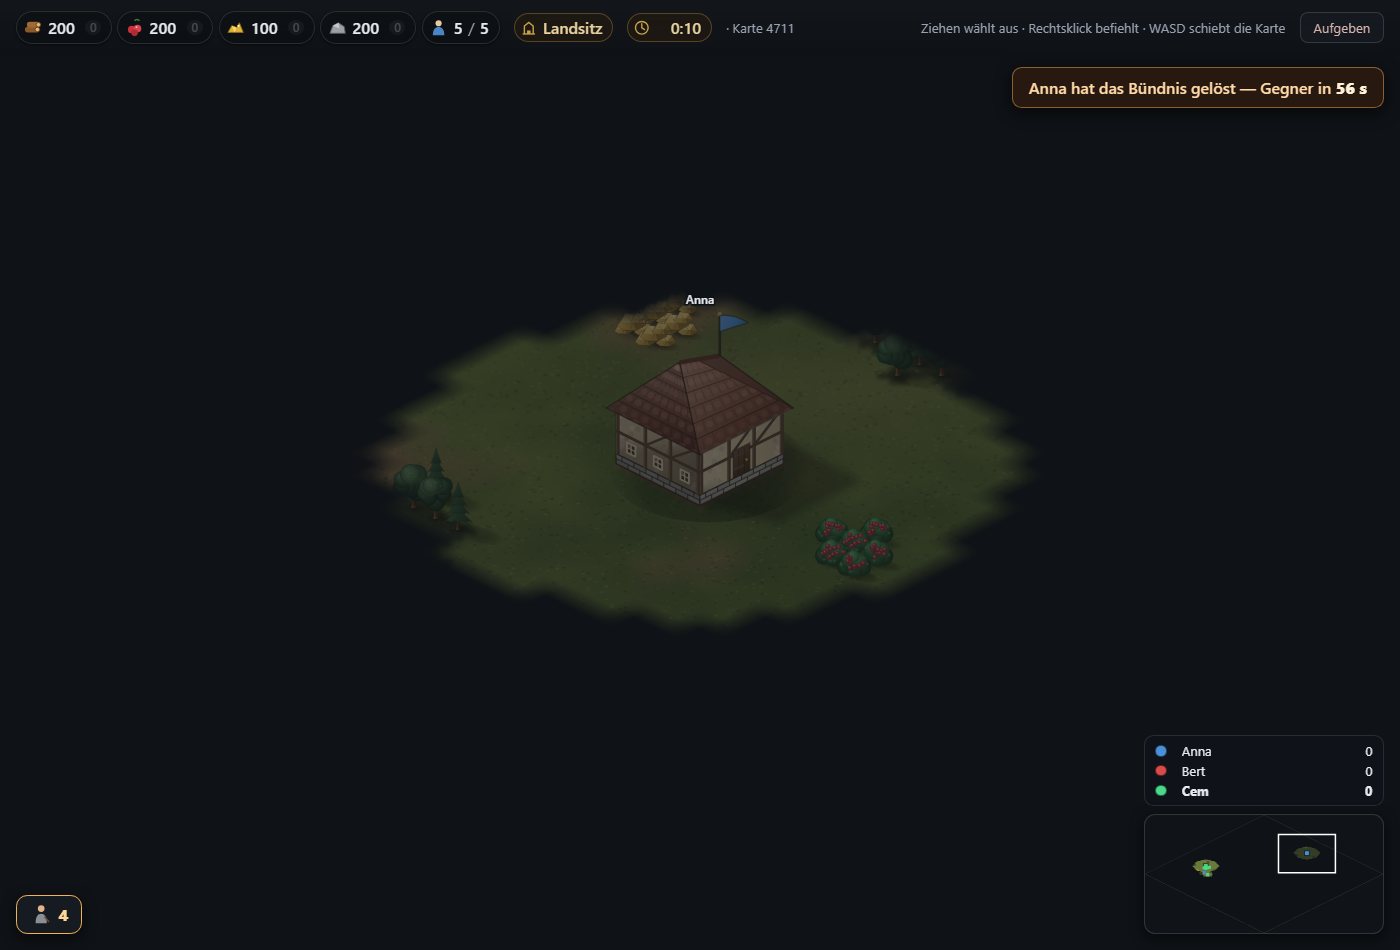 200 0 200 0 100 0 200 0 5 / 5 Landsitz 0:10 · Karte 4711 Ziehen wählt aus · Rechtsklick befiehlt · WASD schiebt die Karte Aufgeben
Anna hat das Bündnis gelöst — Gegner in 56 s
Anna
Anna 0
Bert 0
Cem 0
4